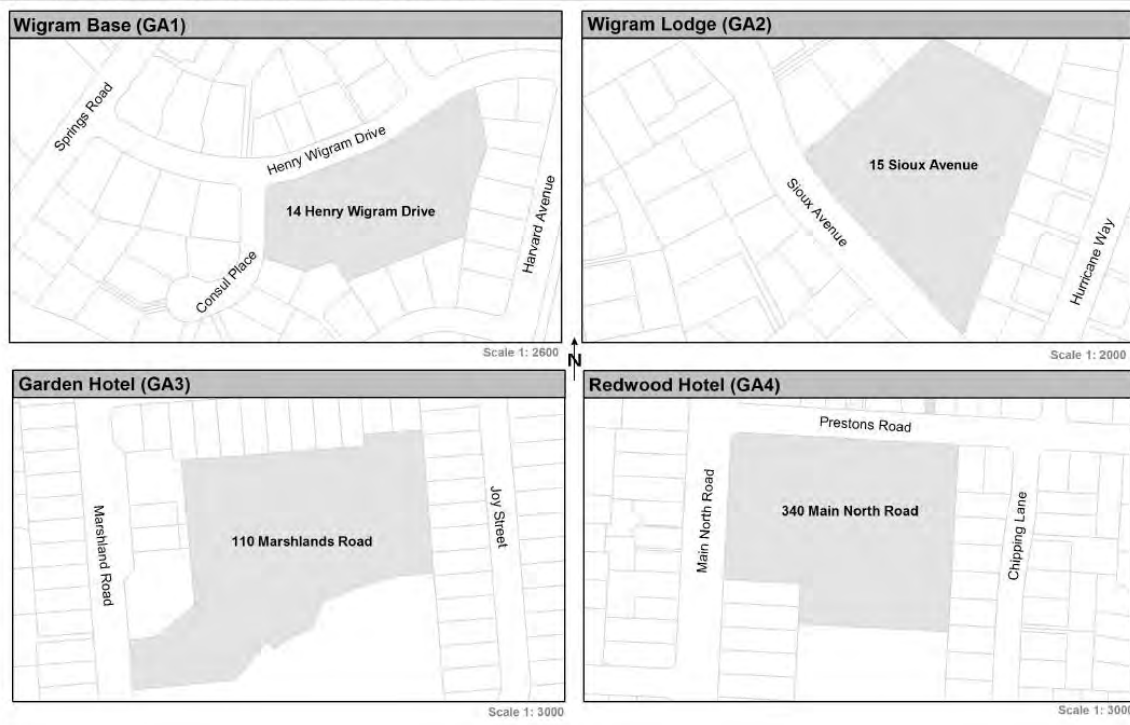 Wigram Base (GA1)
Springs Road
Henry Wigram Drive
14 Henry Wigram Drive
Consul Place
Harvard Avenue
Scale 1: 2600
Wigram Lodge (GA2)
15 Sioux Avenue
Sioux Avenue
Hurricane Way
Scale 1: 2000
N
Garden Hotel (GA3)
Marshland Road
110 Marshlands Road
Joy Street
Scale 1: 3000
Redwood Hotel (GA4)
Prestons Road
Main North Road
340 Main North Road
Chipping Lane
Scale 1: 3000